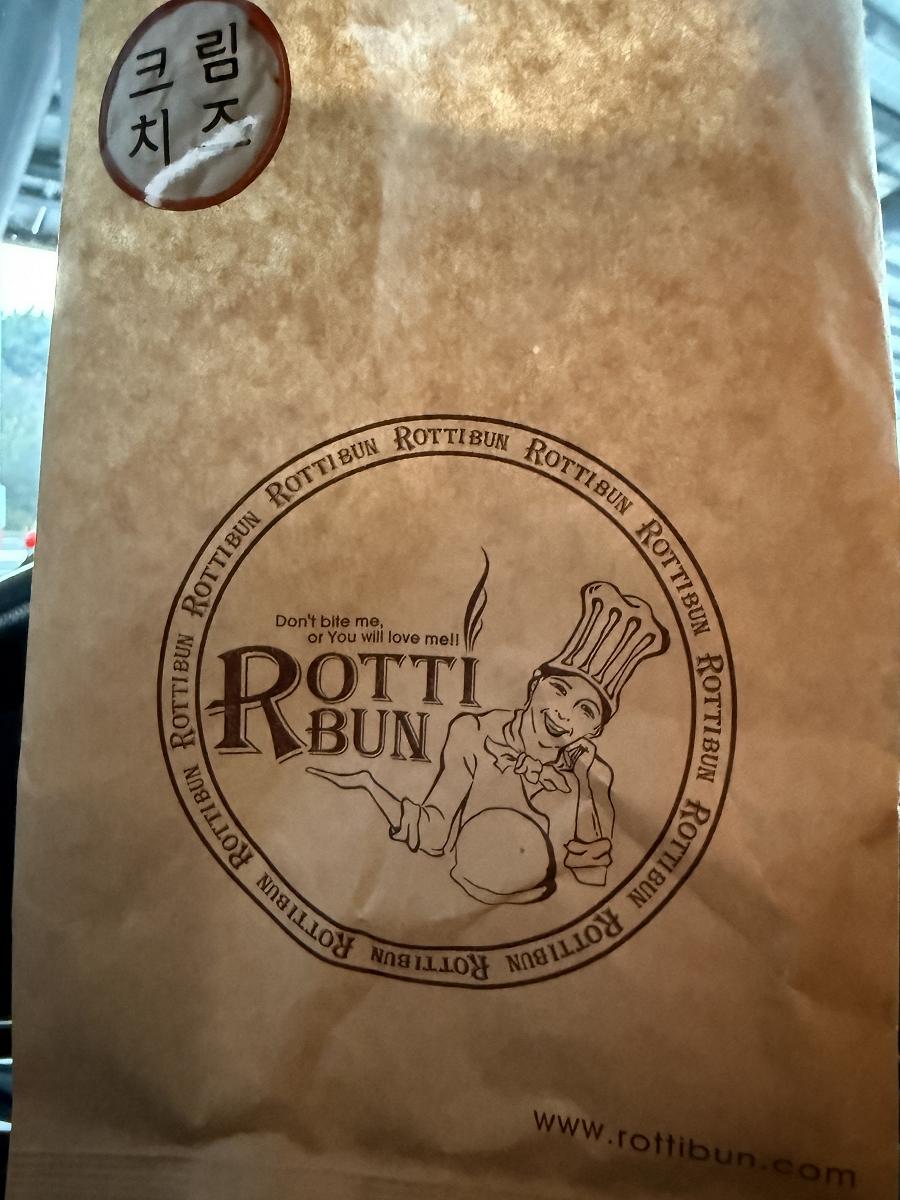 크림
치즈
ROTTIBUN ROTTIBUN ROTTIBUN ROTTIBUN ROTTIBUN ROTTIBUN ROTTIBUN ROTTIBUN ROTTIBUN ROTTIBUN ROTTIBUN ROTTIBUN
Don't bite me,
or You will love me!!
ROTTI
BUN
www.rottibun.com